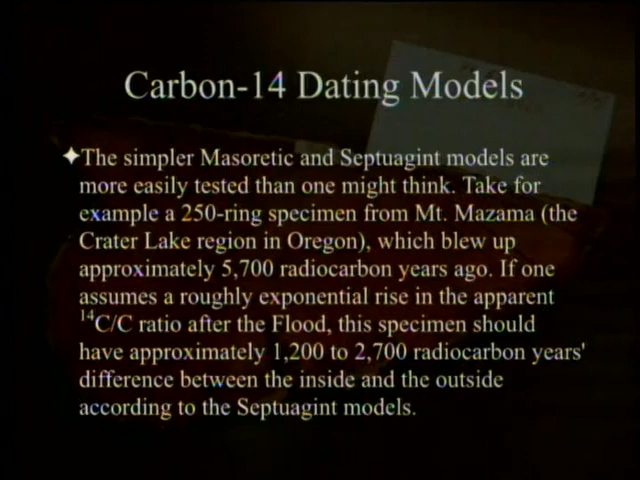 Carbon-14 Dating Models
✦The simpler Masoretic and Septuagint models are
more easily tested than one might think. Take for
example a 250-ring specimen from Mt. Mazama (the
Crater Lake region in Oregon), which blew up
approximately 5,700 radiocarbon years ago. If one
assumes a roughly exponential rise in the apparent
¹⁴C/C ratio after the Flood, this specimen should
have approximately 1,200 to 2,700 radiocarbon years'
difference between the inside and the outside
according to the Septuagint models.